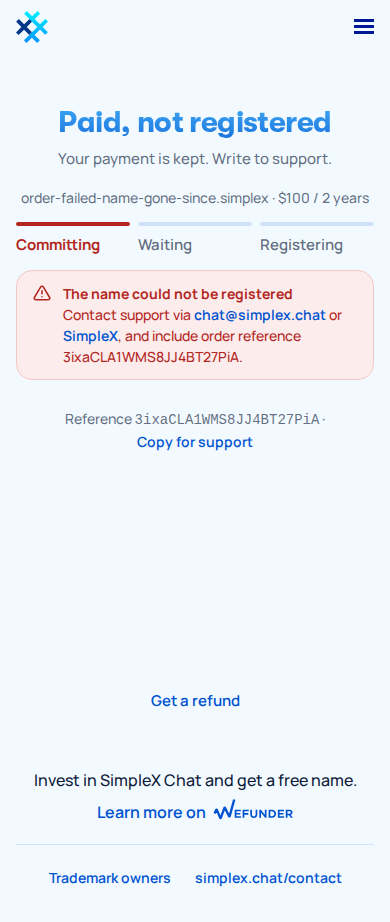 Paid, not registered
Your payment is kept. Write to support.
order-failed-name-gone-since.simplex · $100 / 2 years
Committing
Waiting
Registering
The name could not be registered
Contact support via chat@simplex.chat or
SimpleX, and include order reference
3ixaCLA1WMS8JJ4BT27PiA.
Reference 3ixaCLA1WMS8JJ4BT27PiA ·
Copy for support
Get a refund
Invest in SimpleX Chat and get a free name.
Learn more on WEFUNDER
Trademark owners
simplex.chat/contact